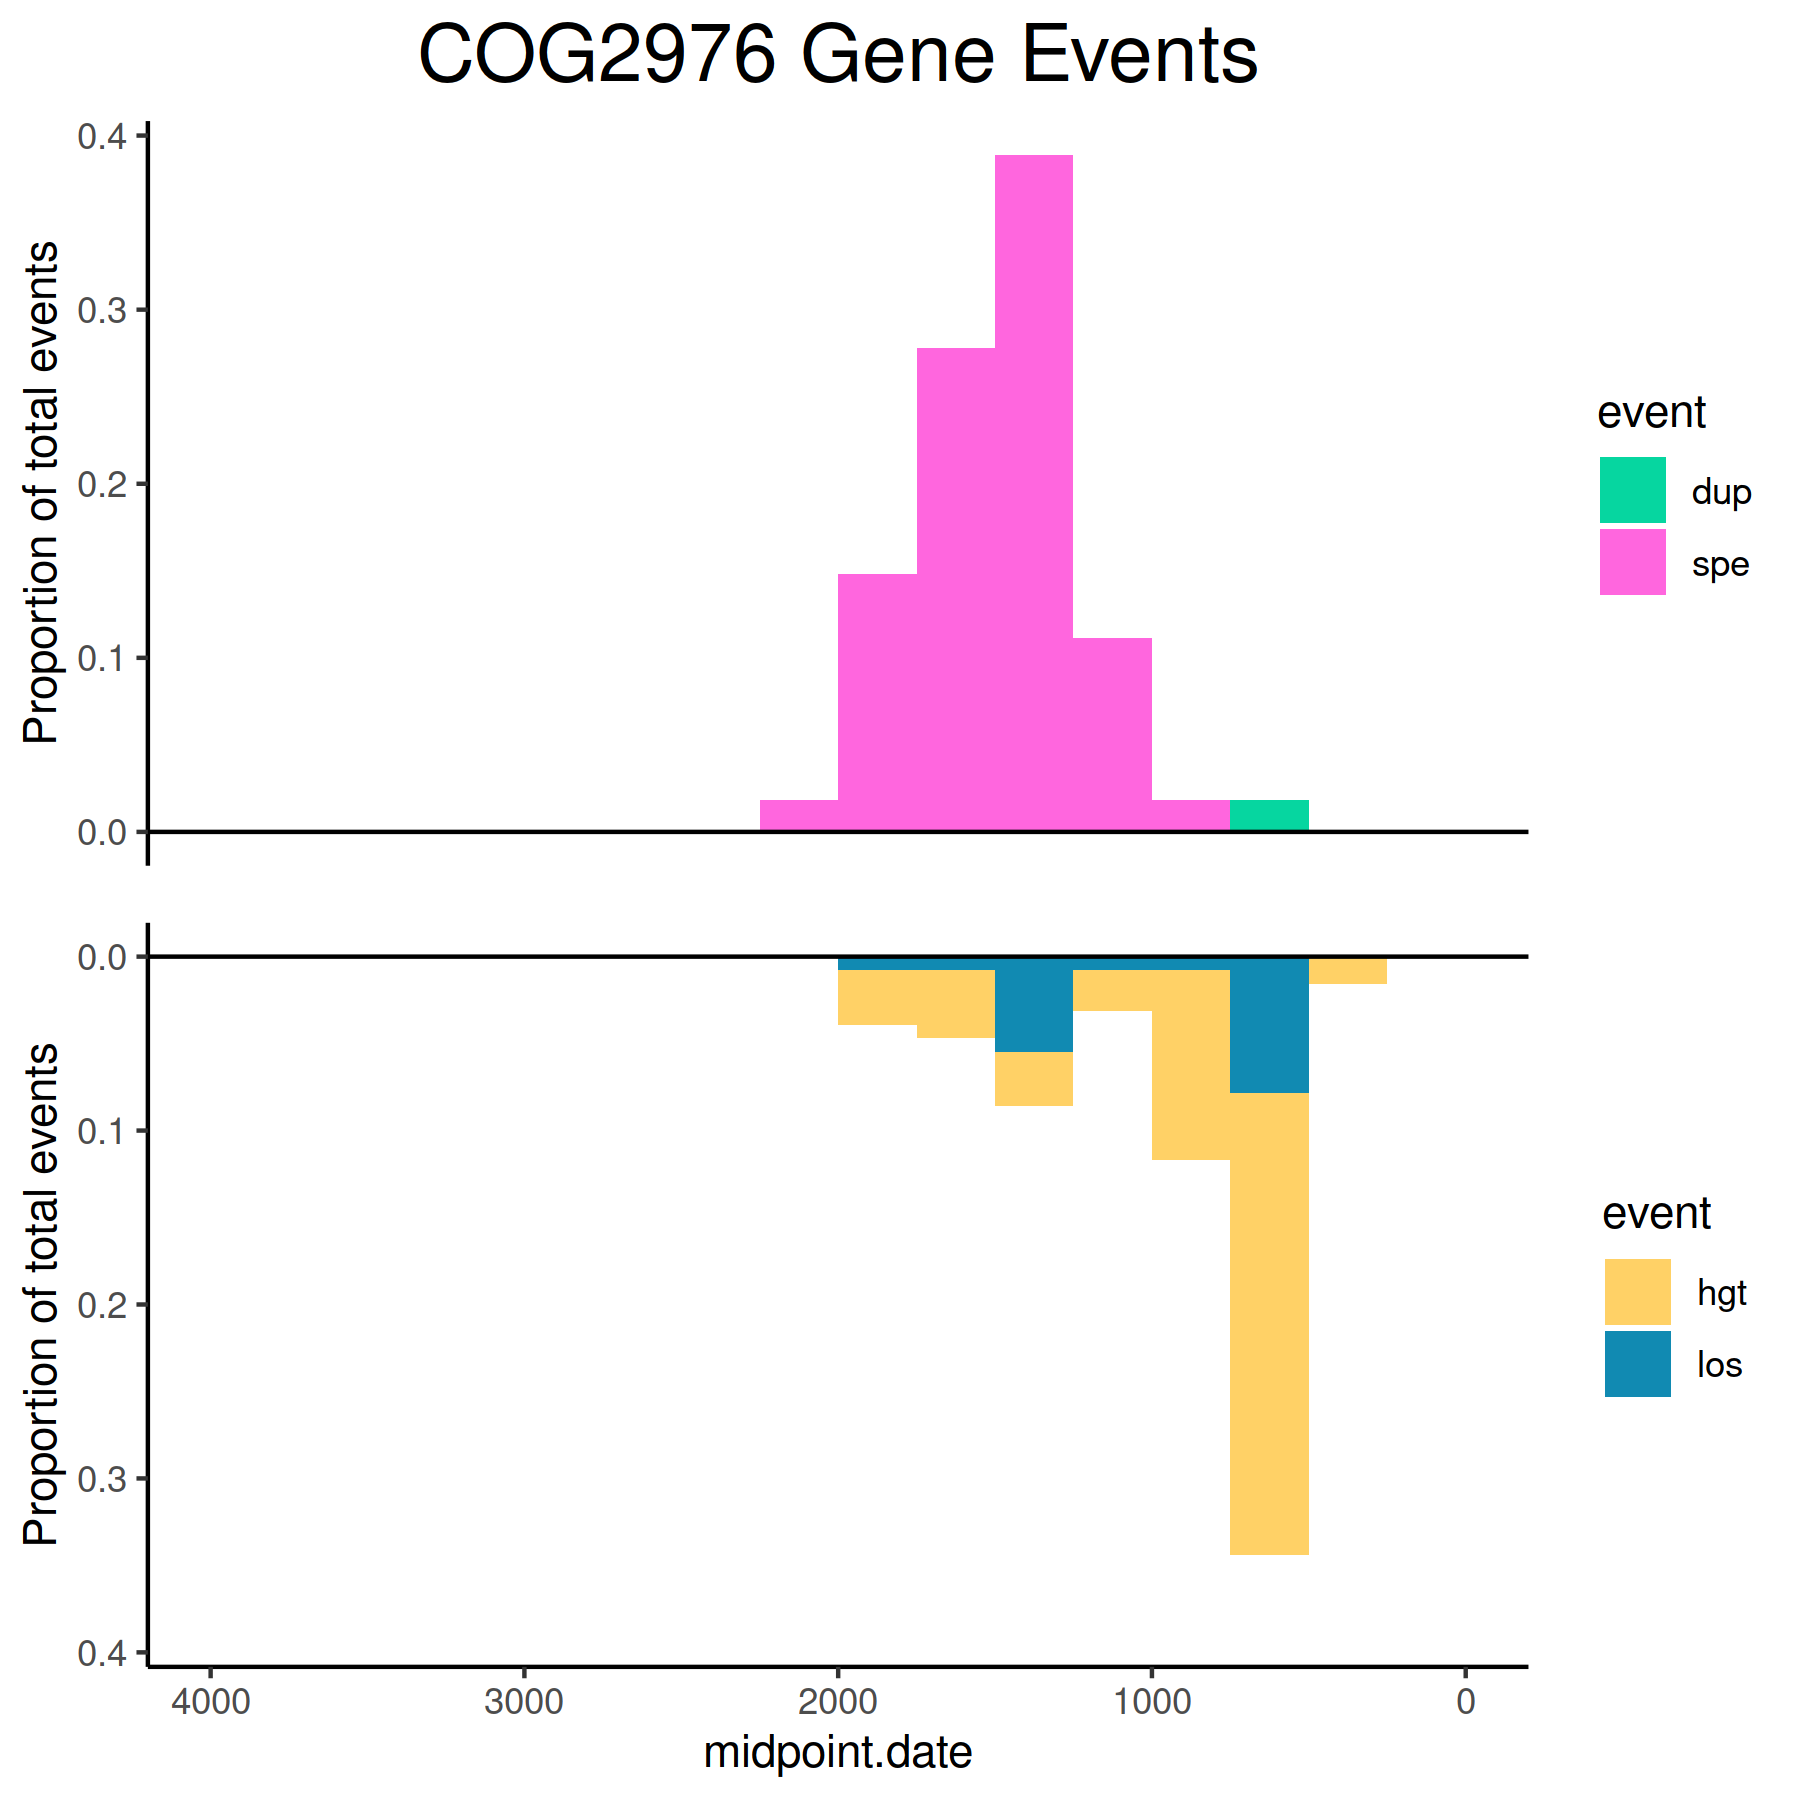 COG2976 Gene Events
Proportion of total events
0.4
0.3
0.2
0.1
0.0
event
dup
spe
Proportion of total events
0.0
0.1
0.2
0.3
0.4
event
hgt
los
4000 3000 2000 1000 0
midpoint.date